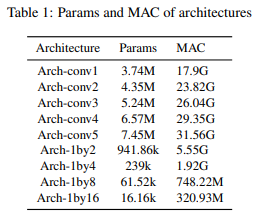 Table 1: Params and MAC of architectures
Architecture Params MAC
Arch-conv1 3.74M 17.9G
Arch-conv2 4.35M 23.82G
Arch-conv3 5.24M 26.04G
Arch-conv4 6.57M 29.35G
Arch-conv5 7.45M 31.56G
Arch-1by2 941.86k 5.55G
Arch-1by4 239k 1.92G
Arch-1by8 61.52k 748.22M
Arch-1by16 16.16k 320.93M